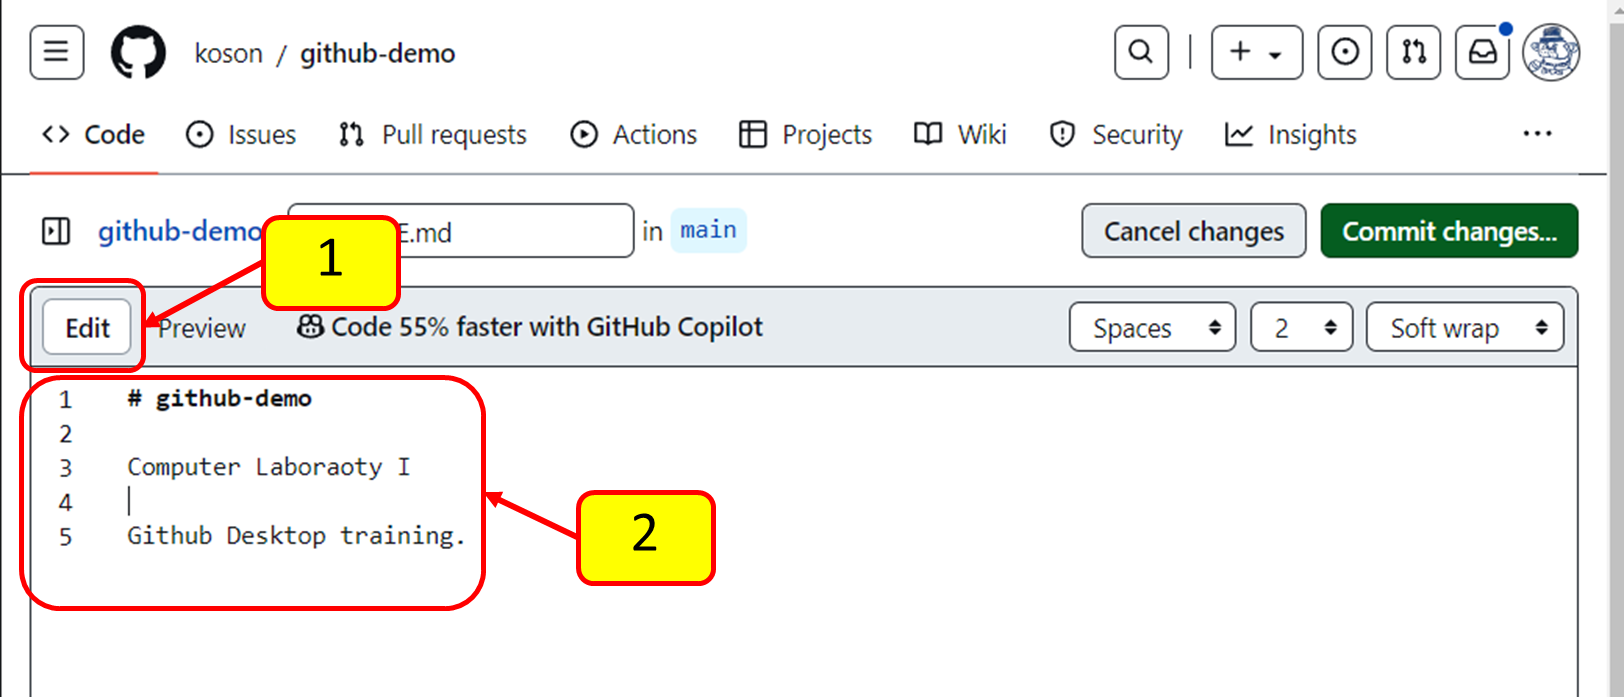 koson / github-demo
Code Issues Pull requests Actions Projects Wiki Security Insights ...
github-demo E.md in main Cancel changes Commit changes...
1
Edit Preview Code 55% faster with GitHub Copilot Spaces 2 Soft wrap
1 # github-demo
2
3 Computer Laboraoty I
4
5 Github Desktop training.
2